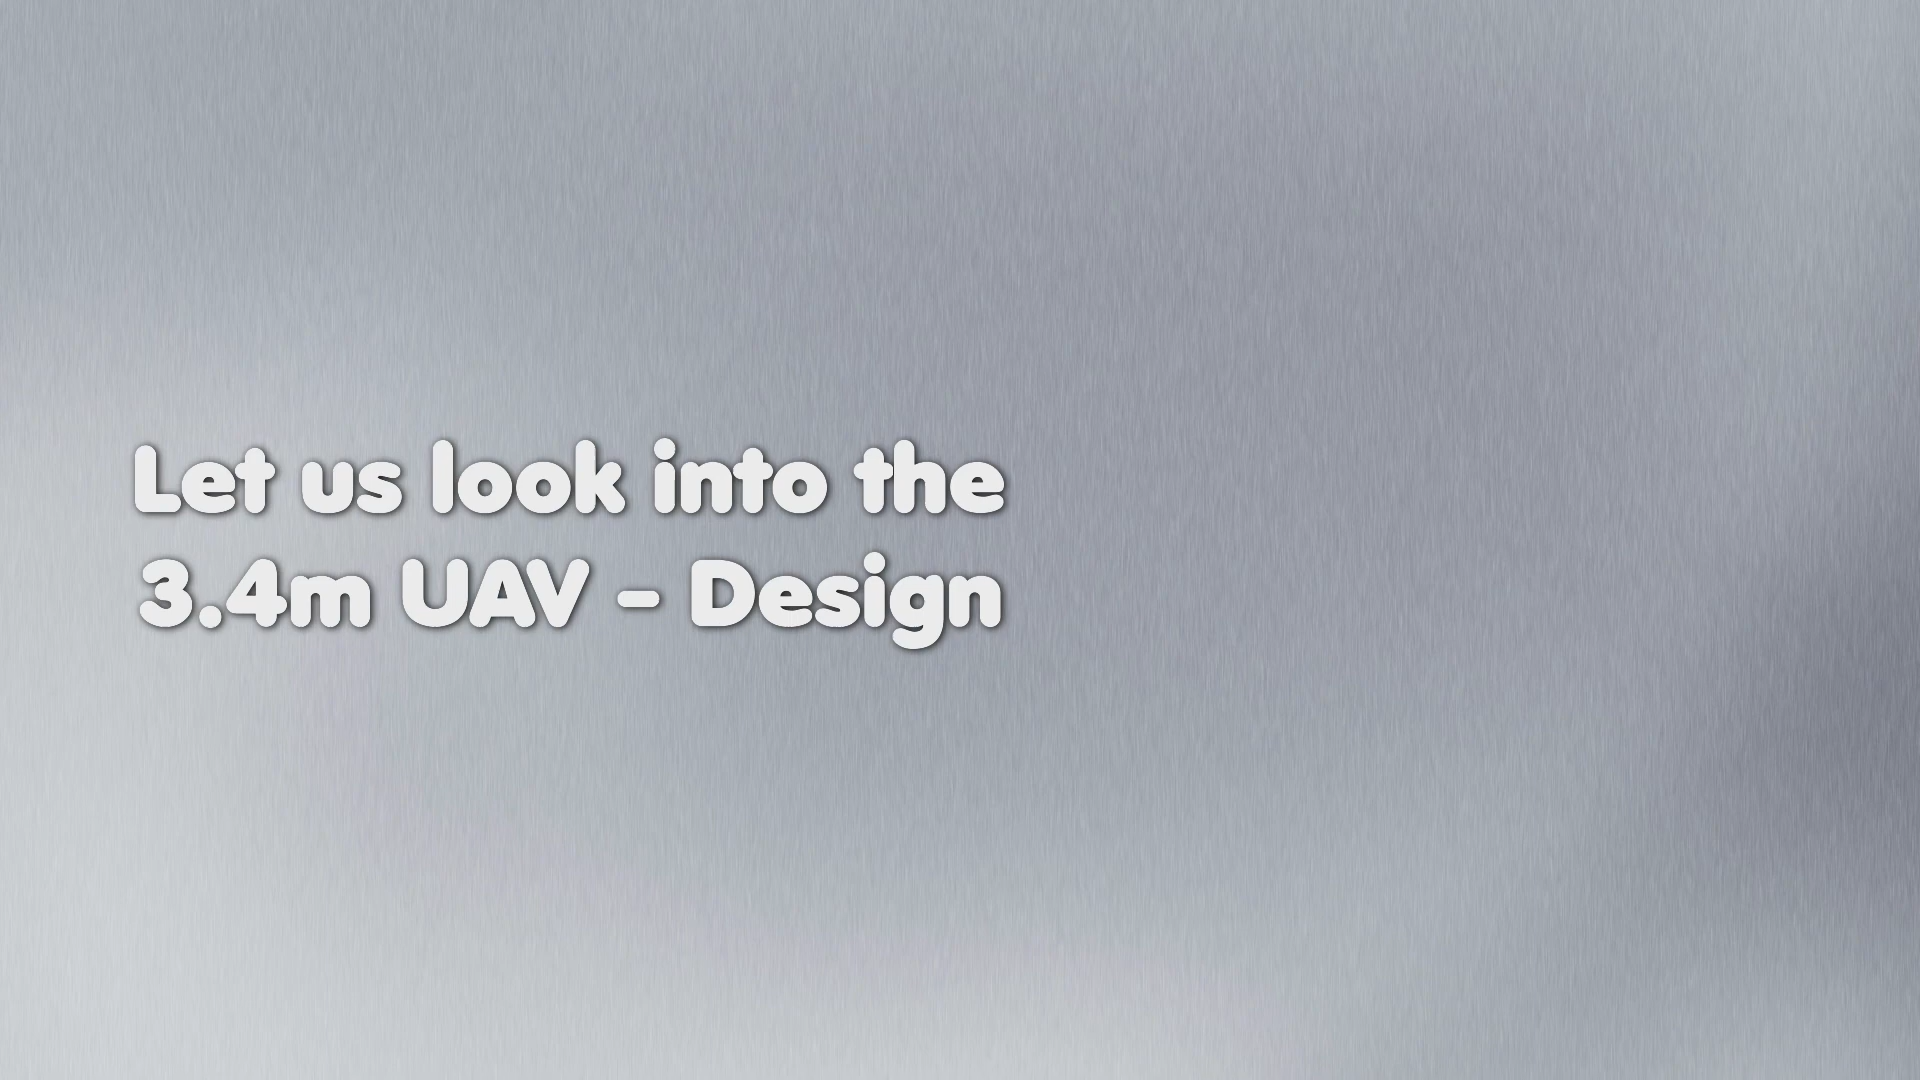 Let us look into the
3.4m UAV – Design